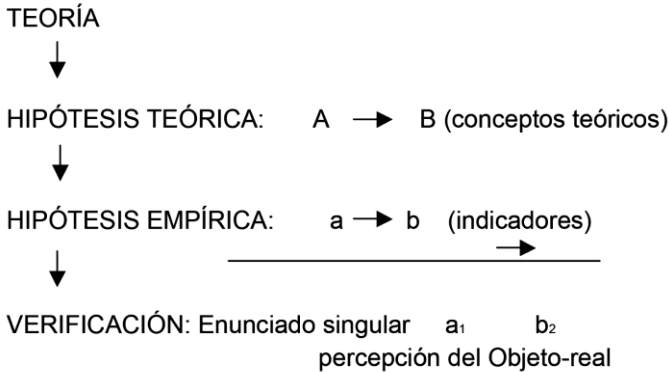 TEORÍA
HIPÓTESIS TEÓRICA: A → B (conceptos teóricos)
HIPÓTESIS EMPÍRICA: a → b (indicadores)
VERIFICACIÓN: Enunciado singular a₁ b₂
percepción del Objeto-real